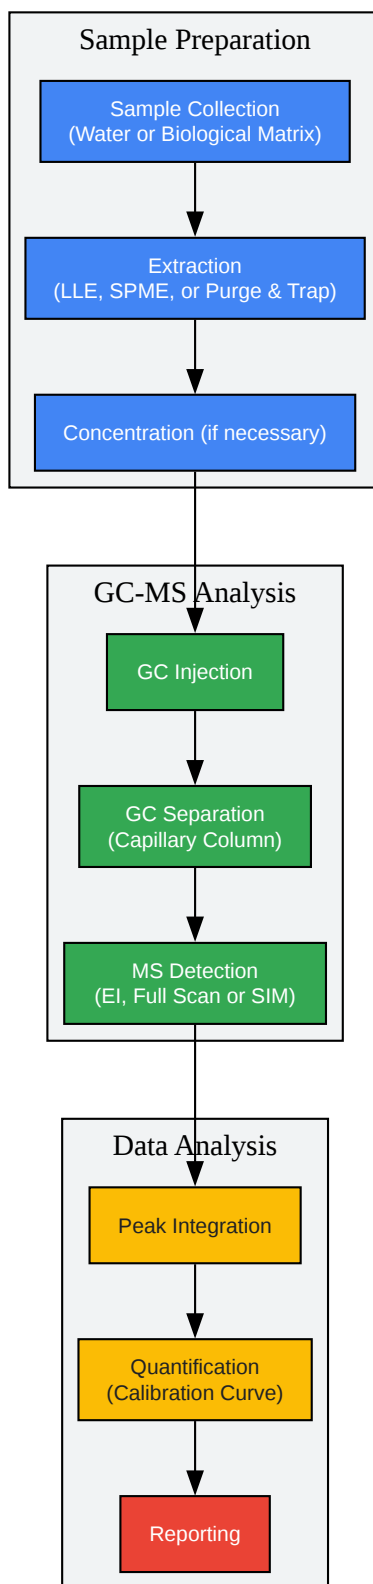 Sample Preparation
Sample Collection
(Water or Biological Matrix)
Extraction
(LLE, SPME, or Purge & Trap)
Concentration (if necessary)
GC-MS Analysis
GC Injection
GC Separation
(Capillary Column)
MS Detection
(EI, Full Scan or SIM)
Data Analysis
Peak Integration
Quantification
(Calibration Curve)
Reporting